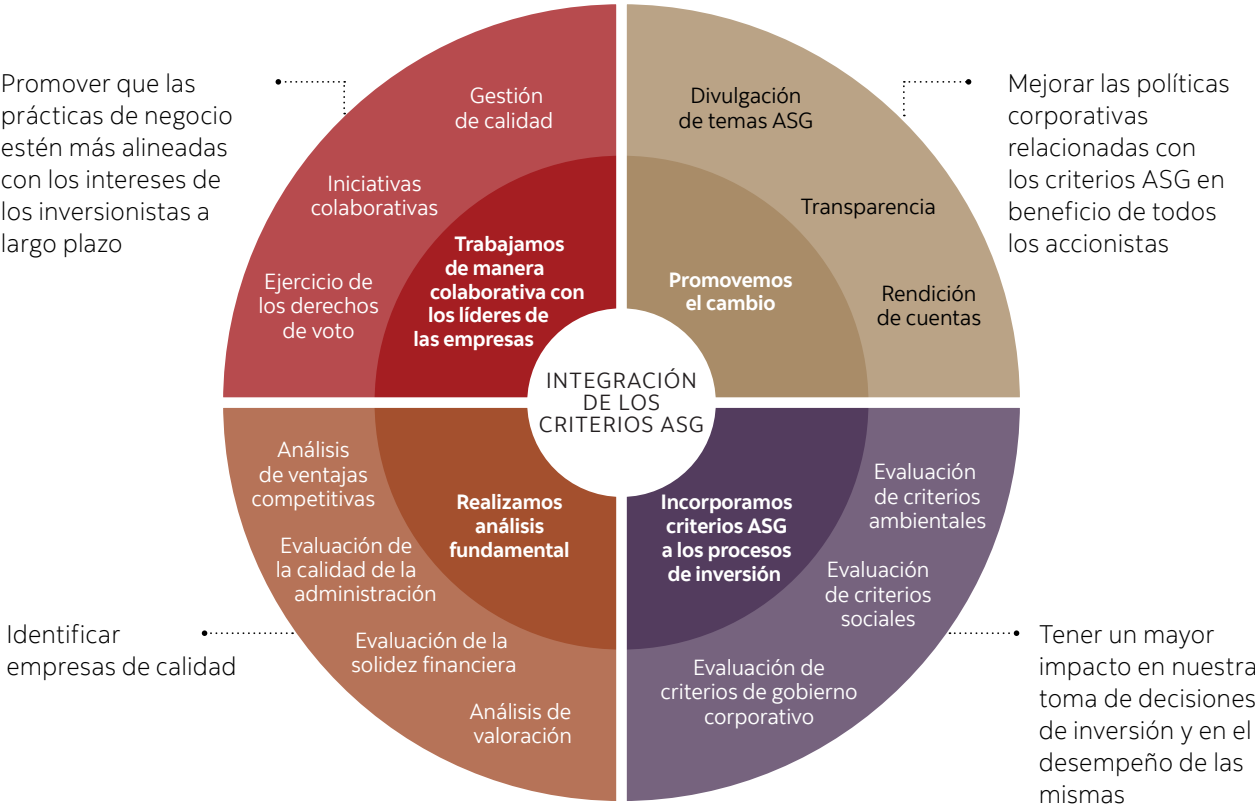 Promover que las
prácticas de negocio
estén más alineadas
con los intereses de
los inversionistas a
largo plazo
Gestión
de calidad
Iniciativas
colaborativas
Ejercicio de
los derechos
de voto
Trabajamos
de manera
colaborativa con
los líderes de
las empresas
Divulgación
de temas ASG
Transparencia
Rendición
de cuentas
Promovemos
el cambio
Mejorar las políticas
corporativas
relacionadas con
los criterios ASG en
beneficio de todos
los accionistas
INTEGRACIÓN
DE LOS
CRITERIOS ASG
Análisis
de ventajas
competitivas
Evaluación de
la calidad de la
administración
Evaluación de la
solidez financiera
Análisis de
valoración
Realizamos
análisis
fundamental
Identificar
empresas de calidad
Incorporamos
criterios ASG
a los procesos
de inversión
Evaluación
de criterios
ambientales
Evaluación
de criterios
sociales
Evaluación de
criterios de gobierno
corporativo
Tener un mayor
impacto en nuestra
toma de decisiones
de inversión y en el
desempeño de las
mismas